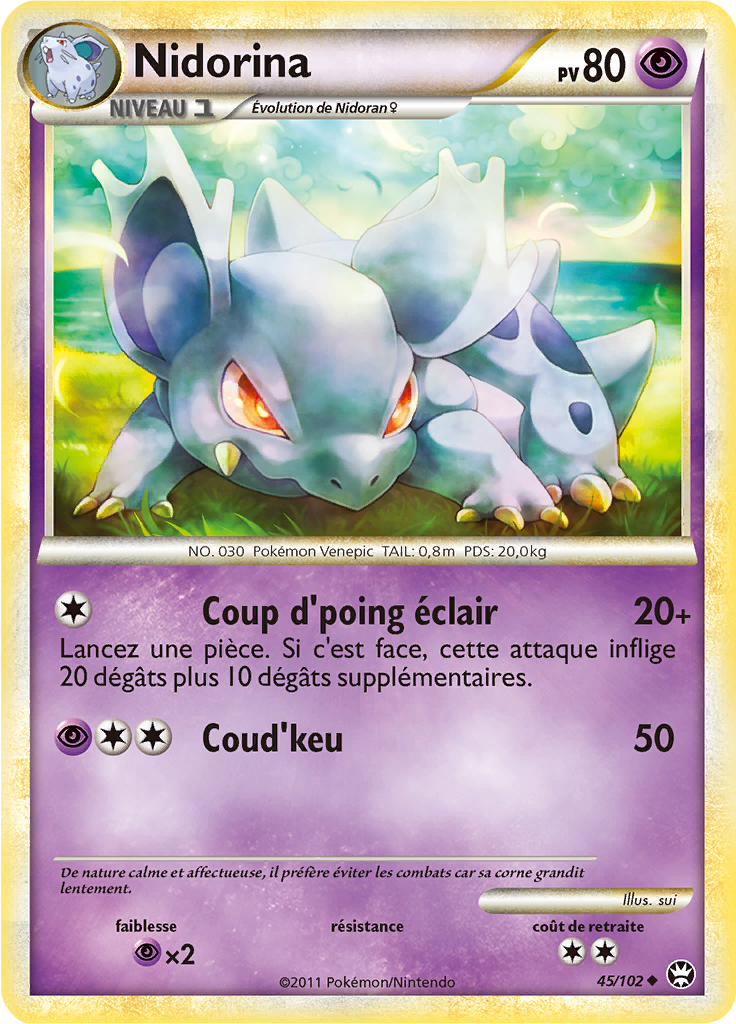 Nidorina
PV 80
NIVEAU 1
Évolution de Nidoran♀
NO. 030 Pokémon Venepic TAIL: 0,8m PDS: 20,0kg
Coup d'poing éclair 20+
Lancez une pièce. Si c'est face, cette attaque inflige
20 dégâts plus 10 dégâts supplémentaires.
Coud'keu 50
De nature calme et affectueuse, il préfère éviter les combats car sa corne grandit
lentement.
Illus. sui
faiblesse résistance coût de retraite
×2
©2011 Pokémon/Nintendo
45/102 ◆